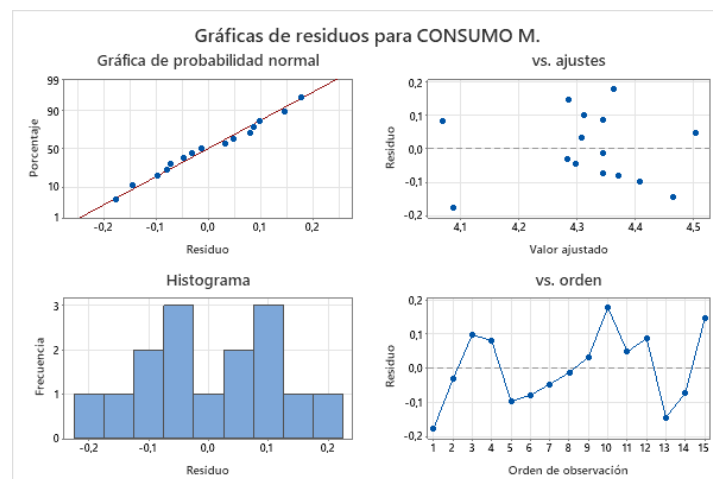 Gráficas de residuos para CONSUMO M.
Gráfica de probabilidad normal
99
90
50
10
1
Porcentaje
-0,2 -0,1 0,0 0,1 0,2
Residuo
vs. ajustes
0,2
0,1
0,0
-0,1
-0,2
Residuo
4,1 4,2 4,3 4,4 4,5
Valor ajustado
Histograma
3
2
1
0
Frecuencia
-0,2 -0,1 0,0 0,1 0,2
Residuo
vs. orden
0,2
0,1
0,0
-0,1
-0,2
Residuo
1 2 3 4 5 6 7 8 9 10 11 12 13 14 15
Orden de observación